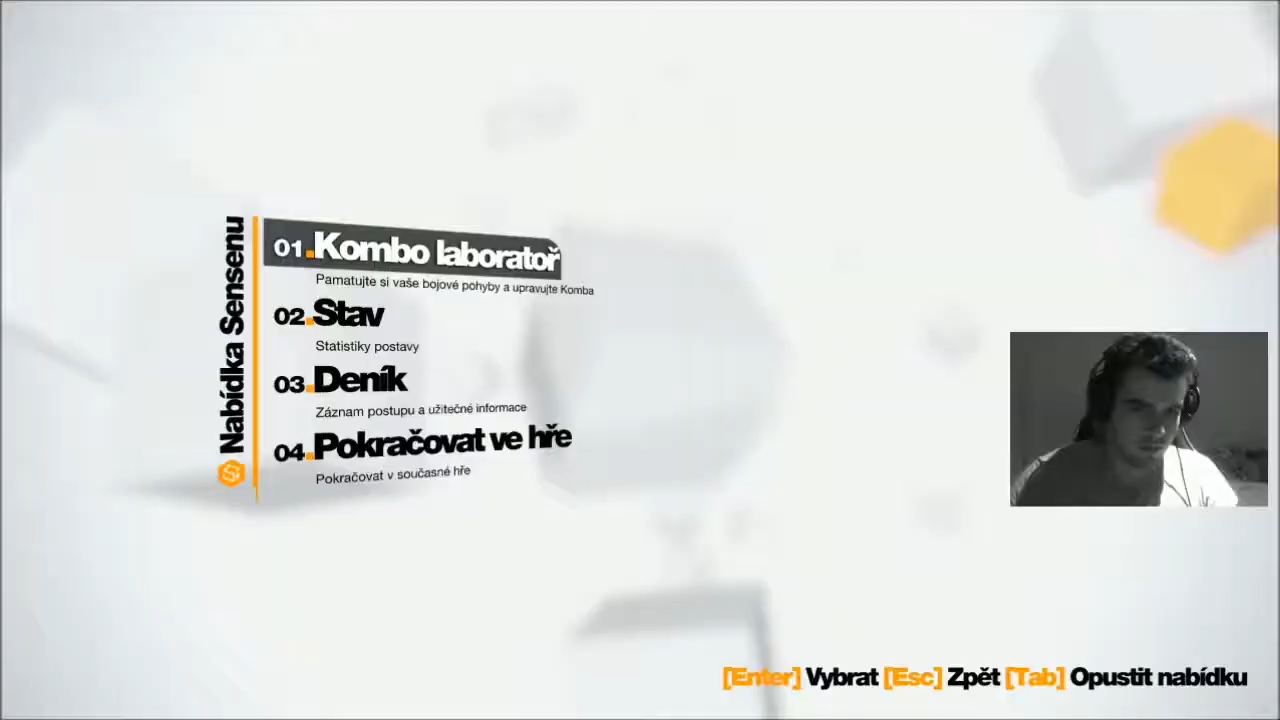 Nabídka Sensenu
01.Kombo laboratoř
Pamatujte si vaše bojové pohyby a upravujte Komba
02.Stav
Statistiky postavy
03.Deník
Záznam postupu a užitečné informace
04.Pokračovat ve hře
Pokračovat v současné hře
[Enter] Vybrat [Esc] Zpět [Tab] Opustit nabídku